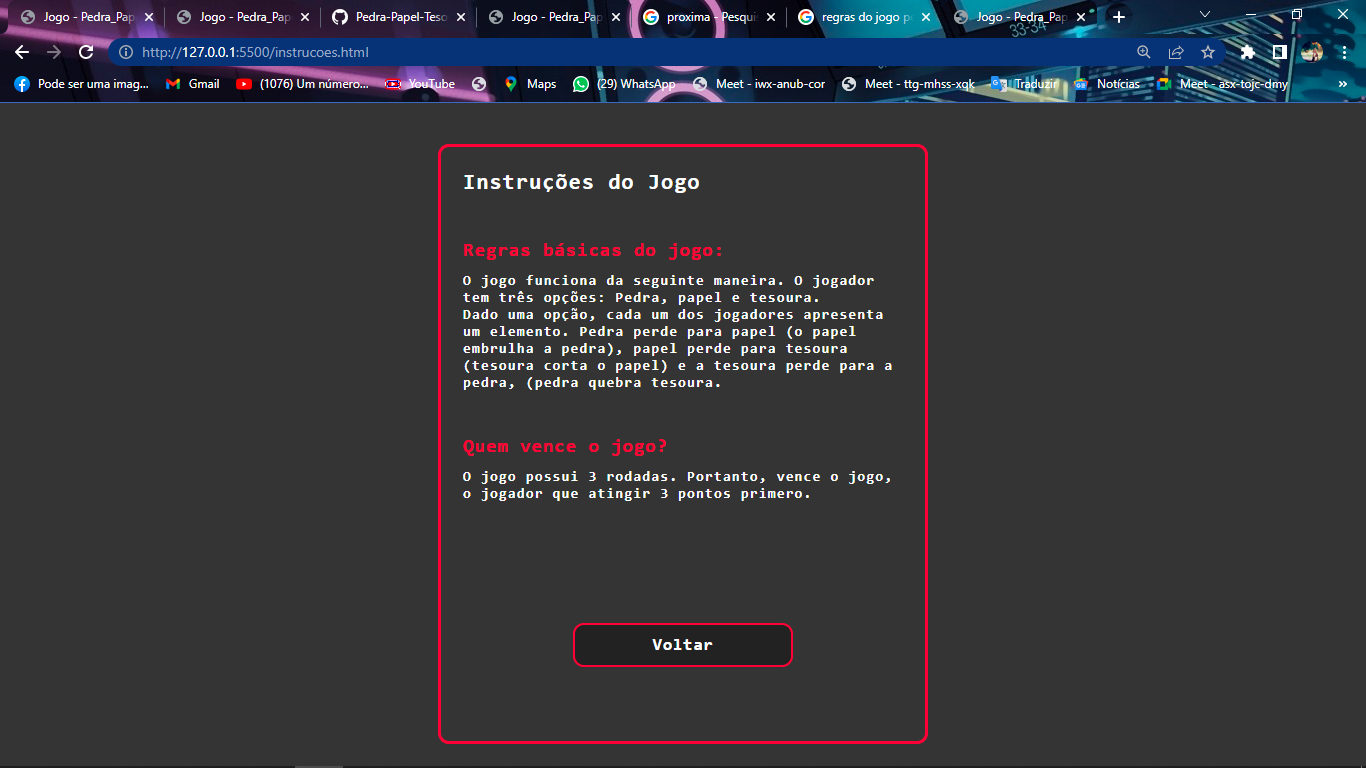 Jogo - Pedra_Pap
Jogo - Pedra_Pap
Pedra-Papel-Teso
Jogo - Pedra_Pap
proxima - Pesqui
regras do jogo pe
Jogo - Pedra_Pap
33-34
http://127.0.0.1:5500/instrucoes.html
Pode ser uma imag...
Gmail
(1076) Um número...
YouTube
Maps
(29) WhatsApp
Meet - iwx-anub-cor
Meet - ttg-mhss-xqk
Traduzir
Notícias
Meet - asx-tojc-dmy
»
Instruções do Jogo
Regras básicas do jogo:
O jogo funciona da seguinte maneira. O jogador
tem três opções: Pedra, papel e tesoura.
Dado uma opção, cada um dos jogadores apresenta
um elemento. Pedra perde para papel (o papel
embrulha a pedra), papel perde para tesoura
(tesoura corta o papel) e a tesoura perde para a
pedra, (pedra quebra tesoura.
Quem vence o jogo?
O jogo possui 3 rodadas. Portanto, vence o jogo,
o jogador que atingir 3 pontos primero.
Voltar